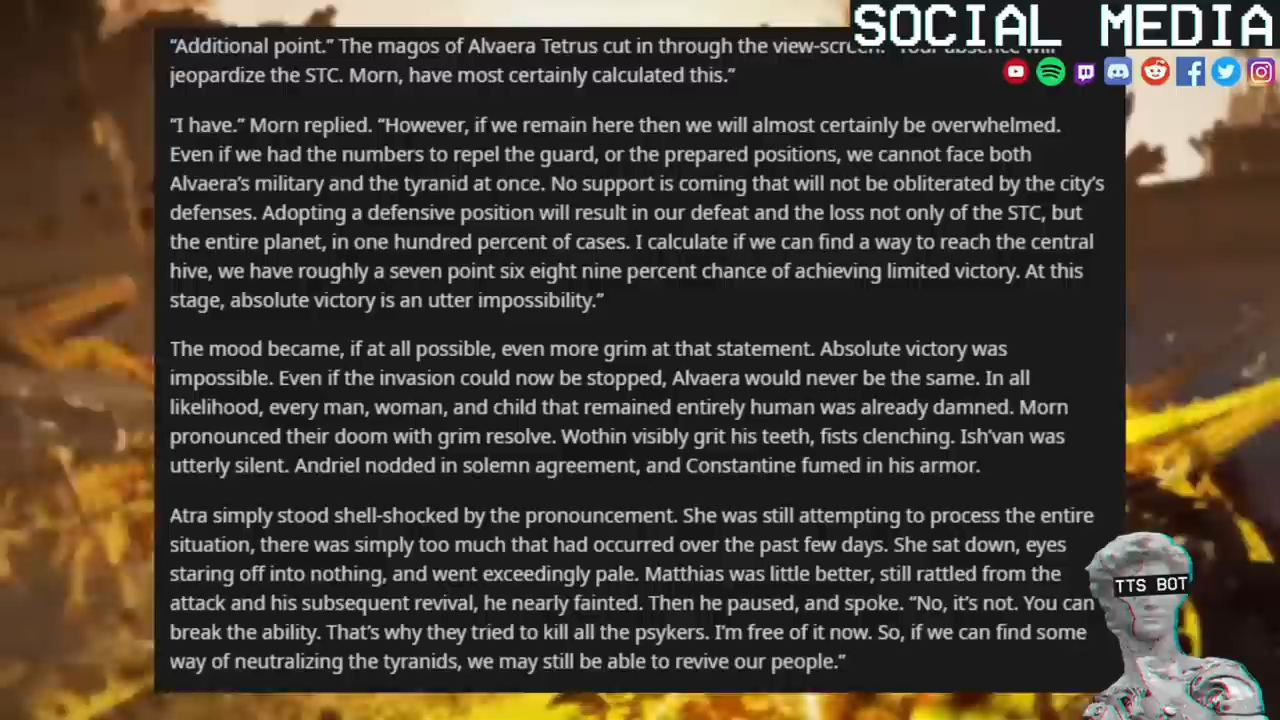 SOCIAL MEDIA
“Additional point.” The magos of Alvaera Tetrus cut in through the view-screen. “Your absence will
jeopardize the STC. Morn, have most certainly calculated this.”
“I have.” Morn replied. “However, if we remain here then we will almost certainly be overwhelmed.
Even if we had the numbers to repel the guard, or the prepared positions, we cannot face both
Alvaera’s military and the tyranid at once. No support is coming that will not be obliterated by the city’s
defenses. Adopting a defensive position will result in our defeat and the loss not only of the STC, but
the entire planet, in one hundred percent of cases. I calculate if we can find a way to reach the central
hive, we have roughly a seven point six eight nine percent chance of achieving limited victory. At this
stage, absolute victory is an utter impossibility.”
The mood became, if at all possible, even more grim at that statement. Absolute victory was
impossible. Even if the invasion could now be stopped, Alvaera would never be the same. In all
likelihood, every man, woman, and child that remained entirely human was already damned. Morn
pronounced their doom with grim resolve. Wothin visibly grit his teeth, fists clenching. Ish’van was
utterly silent. Andriel nodded in solemn agreement, and Constantine fumed in his armor.
Atra simply stood shell-shocked by the pronouncement. She was still attempting to process the entire
situation, there was simply too much that had occurred over the past few days. She sat down, eyes
staring off into nothing, and went exceedingly pale. Matthias was little better, still rattled from the
attack and his subsequent revival, he nearly fainted. Then he paused, and spoke. “No, it’s not. You can
break the ability. That’s why they tried to kill all the psykers. I’m free of it now. So, if we can find some
way of neutralizing the tyranids, we may still be able to revive our people.”
TTS BOT